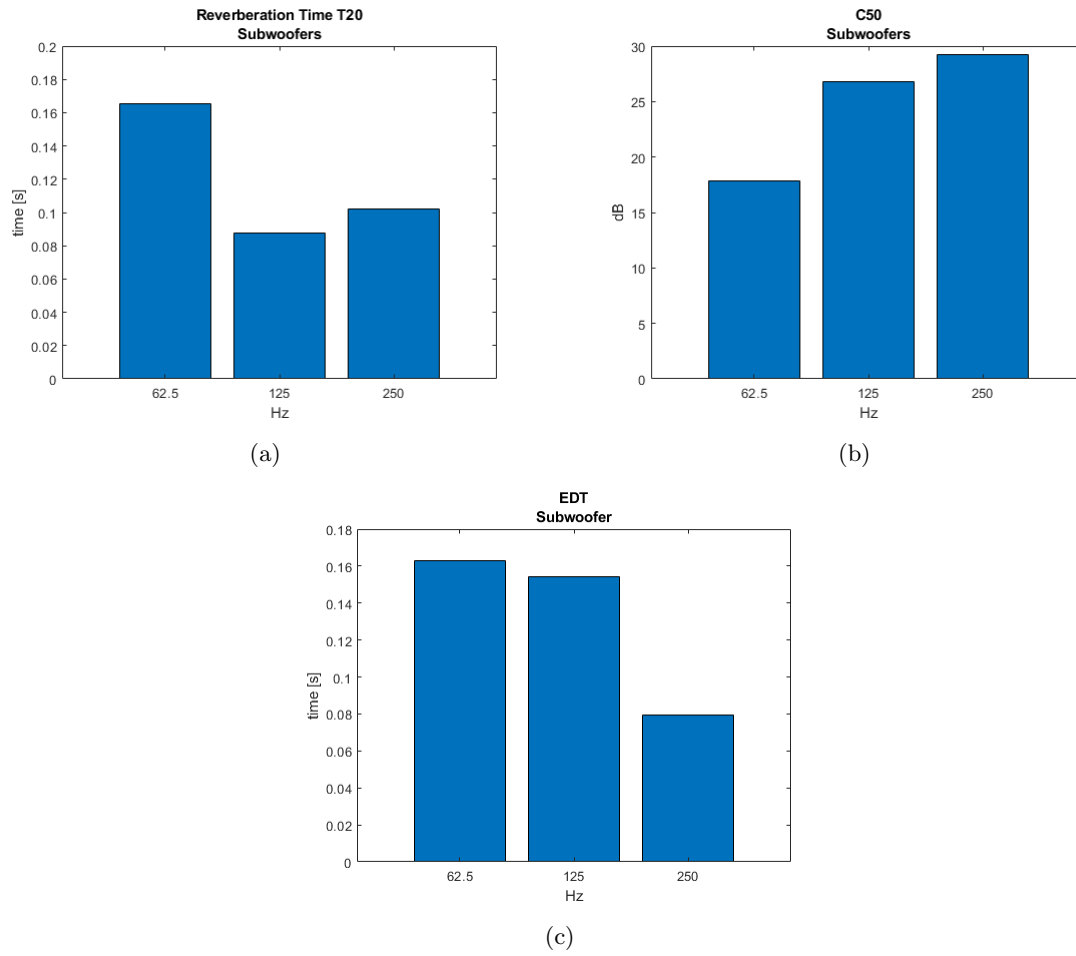 Reverberation Time T20
Subwoofers
0.2
0.18
0.16
0.14
0.12
0.1
0.08
0.06
0.04
0.02
0
time [s]
62.5 125 250
Hz
(a)
C50
Subwoofers
30
25
20
15
10
5
0
dB
62.5 125 250
Hz
(b)
EDT
Subwoofer
0.18
0.16
0.14
0.12
0.1
0.08
0.06
0.04
0.02
0
time [s]
62.5 125 250
Hz
(c)